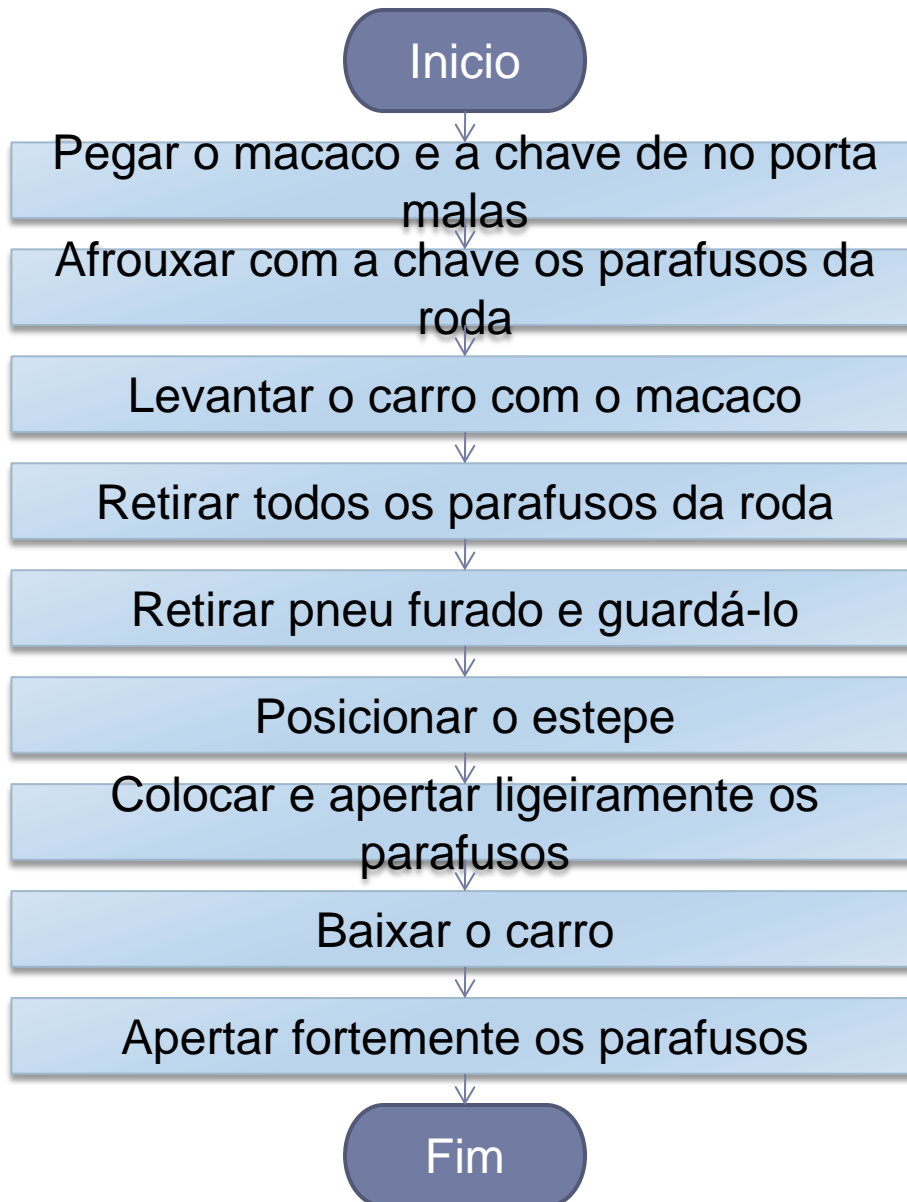 Inicio
Pegar o macaco e a chave de no porta
malas
Afrouxar com a chave os parafusos da
roda
Levantar o carro com o macaco
Retirar todos os parafusos da roda
Retirar pneu furado e guardá-lo
Posicionar o estepe
Colocar e apertar ligeiramente os
parafusos
Baixar o carro
Apertar fortemente os parafusos
Fim